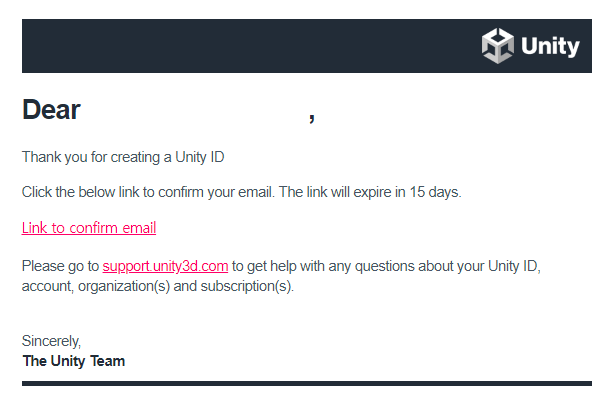 Unity
Dear ,
Thank you for creating a Unity ID
Click the below link to confirm your email. The link will expire in 15 days.
Link to confirm email
Please go to support.unity3d.com to get help with any questions about your Unity ID,
account, organization(s) and subscription(s).
Sincerely,
The Unity Team